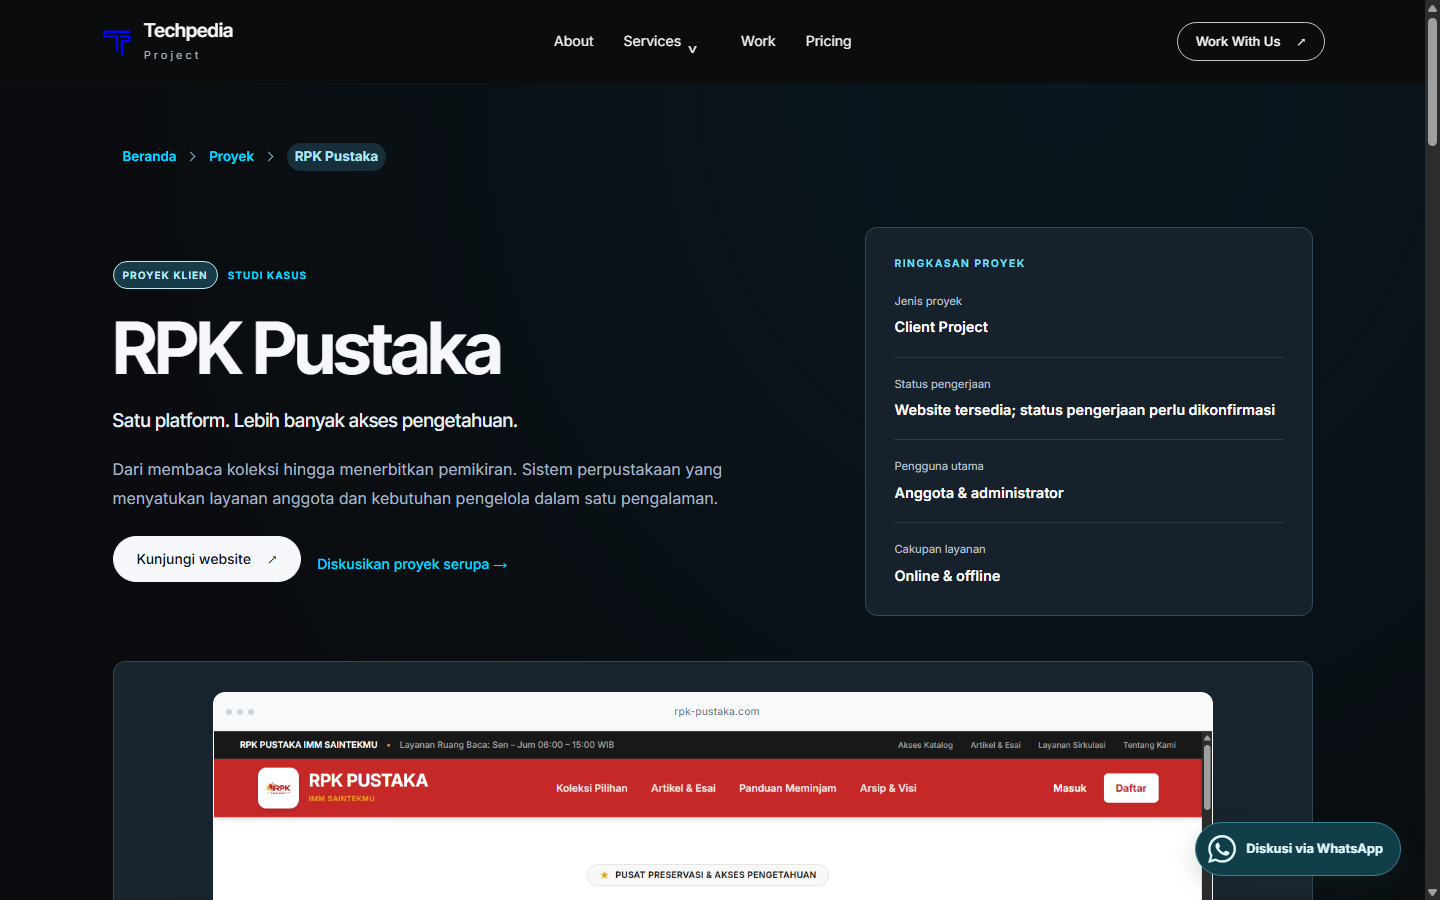 Techpedia
Project
About
Services
Work
Pricing
Work With Us ↗
Beranda > Proyek > RPK Pustaka
PROYEK KLIEN
STUDI KASUS
RPK Pustaka
Satu platform. Lebih banyak akses pengetahuan.
Dari membaca koleksi hingga menerbitkan pemikiran. Sistem perpustakaan yang
menyatukan layanan anggota dan kebutuhan pengelola dalam satu pengalaman.
Kunjungi website ↗
Diskusikan proyek serupa →
RINGKASAN PROYEK
Jenis proyek
Client Project
Status pengerjaan
Website tersedia; status pengerjaan perlu dikonfirmasi
Pengguna utama
Anggota & administrator
Cakupan layanan
Online & offline
rpk-pustaka.com
RPK PUSTAKA IMM SAINTEKMU • Layanan Ruang Baca: Sen – Jum 06:00 – 15:00 WIB
Akses Katalog
Artikel & Esai
Layanan Sirkulasi
Tentang Kami
RPK
RPK PUSTAKA
IMM SAINTEKMU
Koleksi Pilihan
Artikel & Esai
Panduan Meminjam
Arsip & Visi
Masuk
Daftar
★ PUSAT PRESERVASI & AKSES PENGETAHUAN
Diskusi via WhatsApp